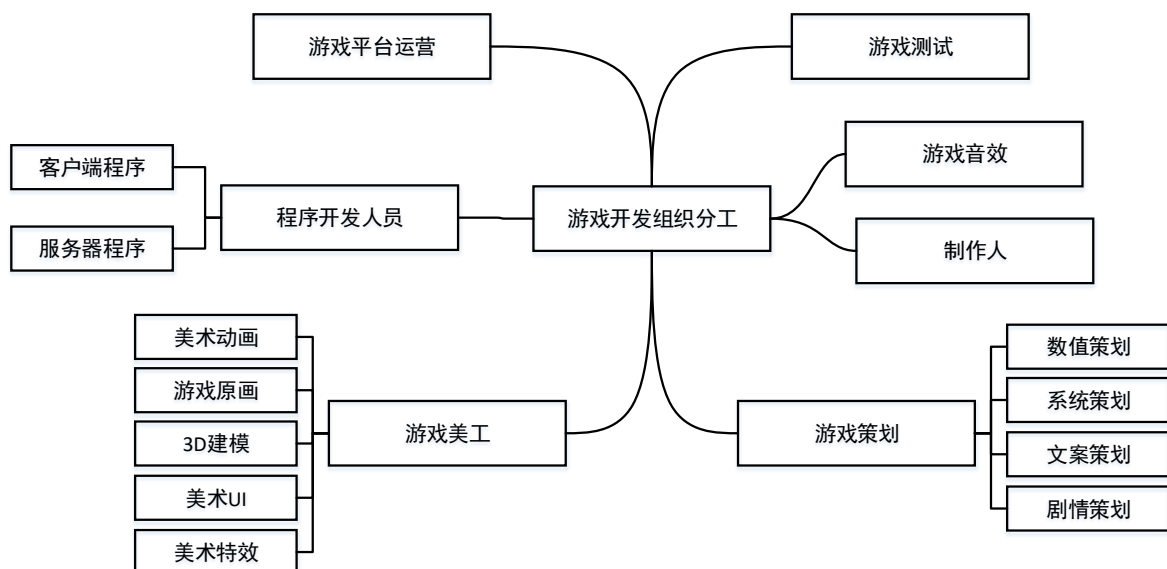 游戏平台运营
游戏测试
客户端程序
游戏音效
程序开发人员
游戏开发组织分工
服务器程序
制作人
美术动画
数值策划
游戏原画
系统策划
游戏美工
游戏策划
3D建模
文案策划
美术UI
剧情策划
美术特效